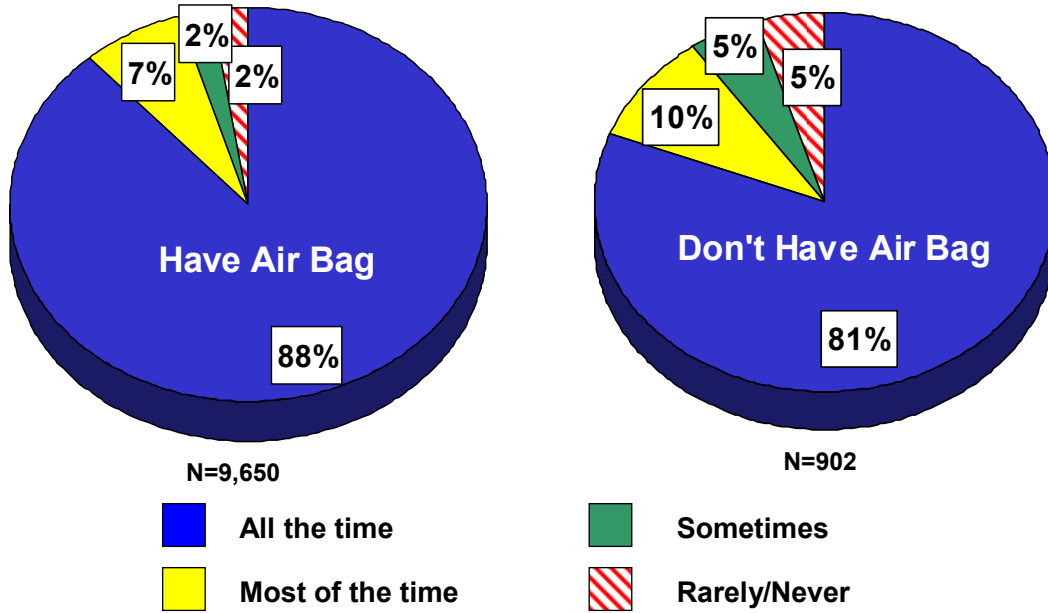 2%
7%
2%
Have Air Bag
88%
N=9,650
5%
5%
10%
Don't Have Air Bag
81%
N=902
All the time
Sometimes
Most of the time
Rarely/Never